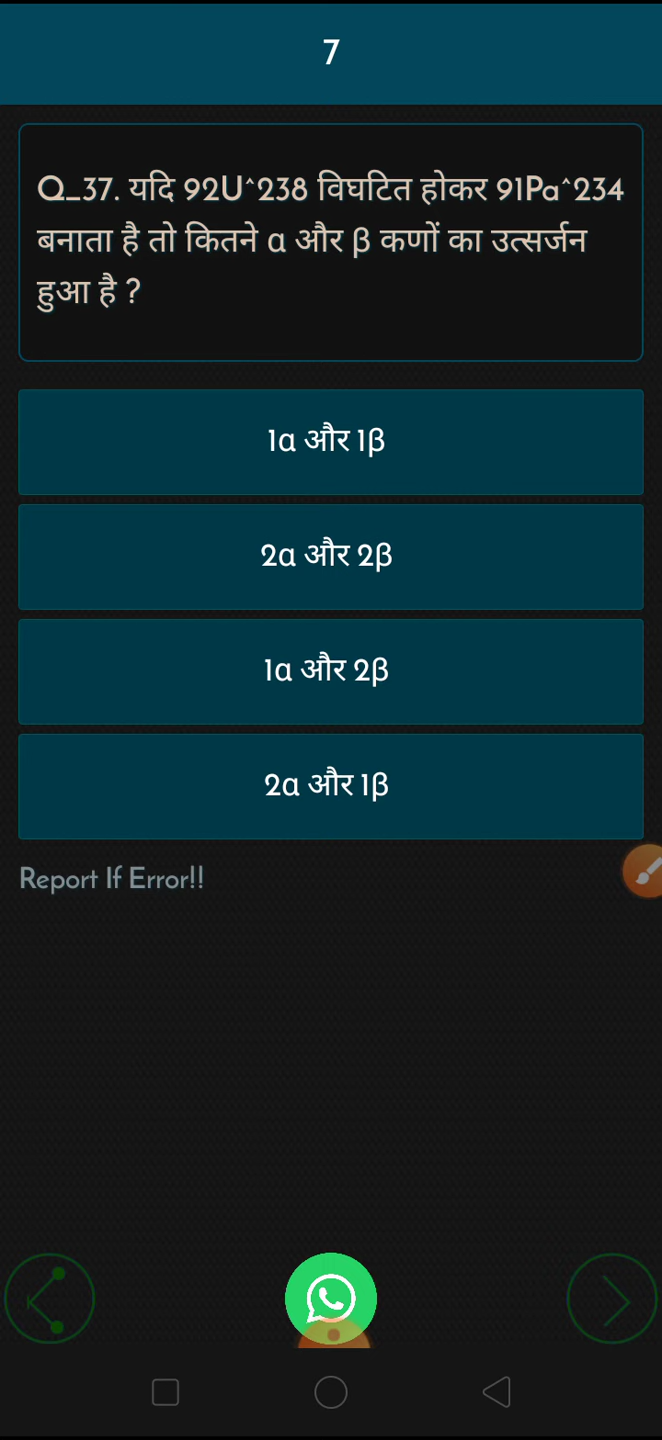 7
Q_37. यदि 92U^238 विघटित होकर 91Pa^234
बनाता है तो कितने α और β कणों का उत्सर्जन
हुआ है ?
1α और 1β
2α और 2β
1α और 2β
2α और 1β
Report If Error!!